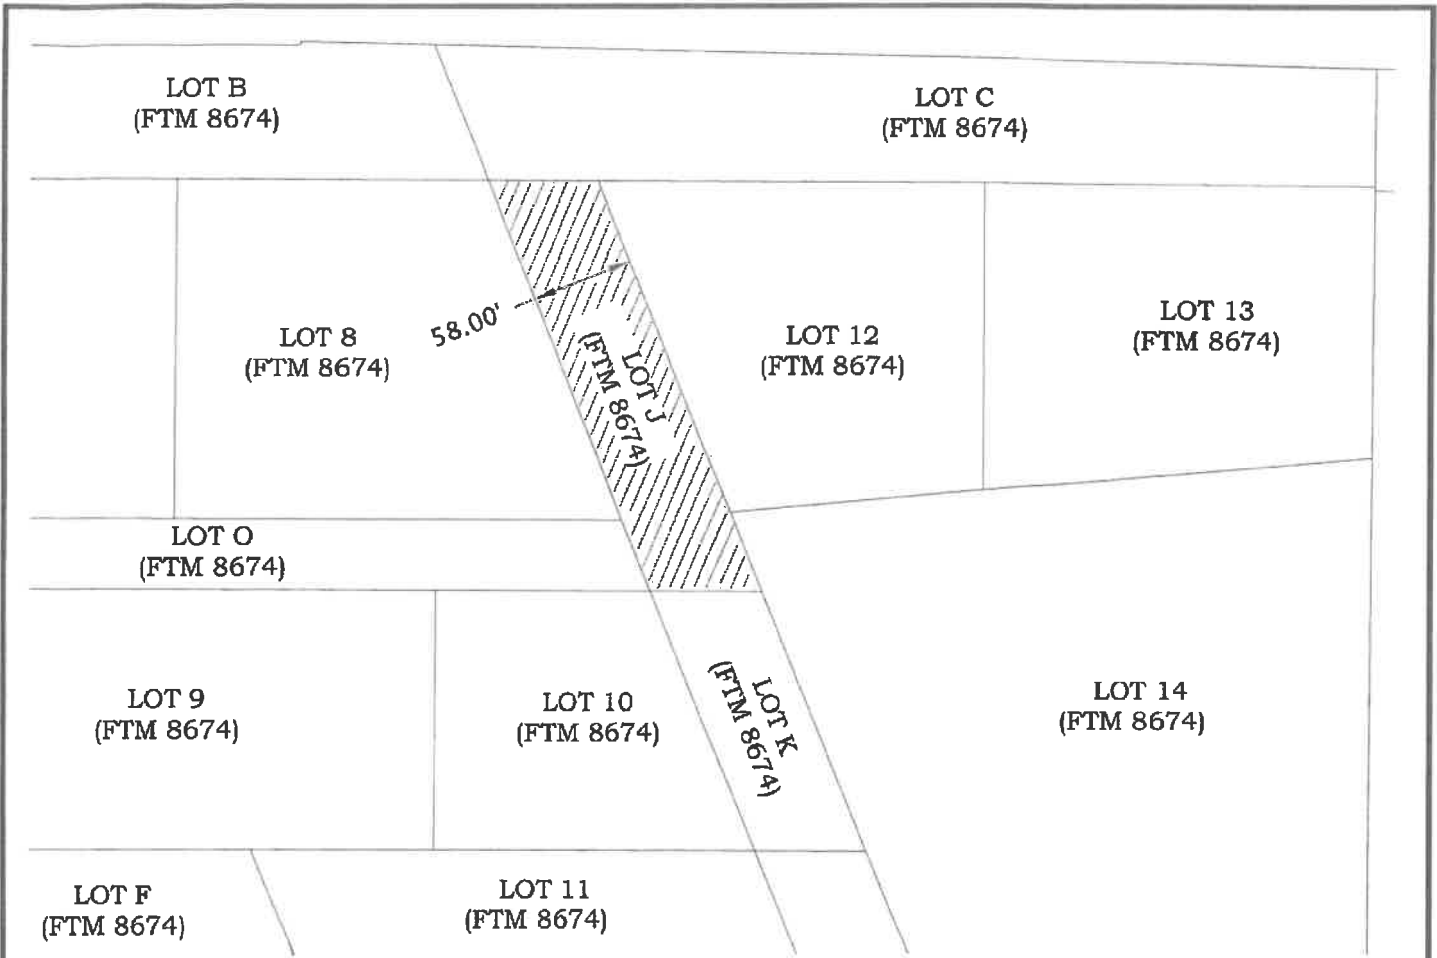 LOT B
(FTM 8674)
LOT C
(FTM 8674)
58.00'
LOT 8
(FTM 8674)
LOT J
(FTM 8674)
LOT 12
(FTM 8674)
LOT 13
(FTM 8674)
LOT O
(FTM 8674)
LOT 9
(FTM 8674)
LOT 10
(FTM 8674)
LOT K
(FTM 8674)
LOT 14
(FTM 8674)
LOT F
(FTM 8674)
LOT 11
(FTM 8674)